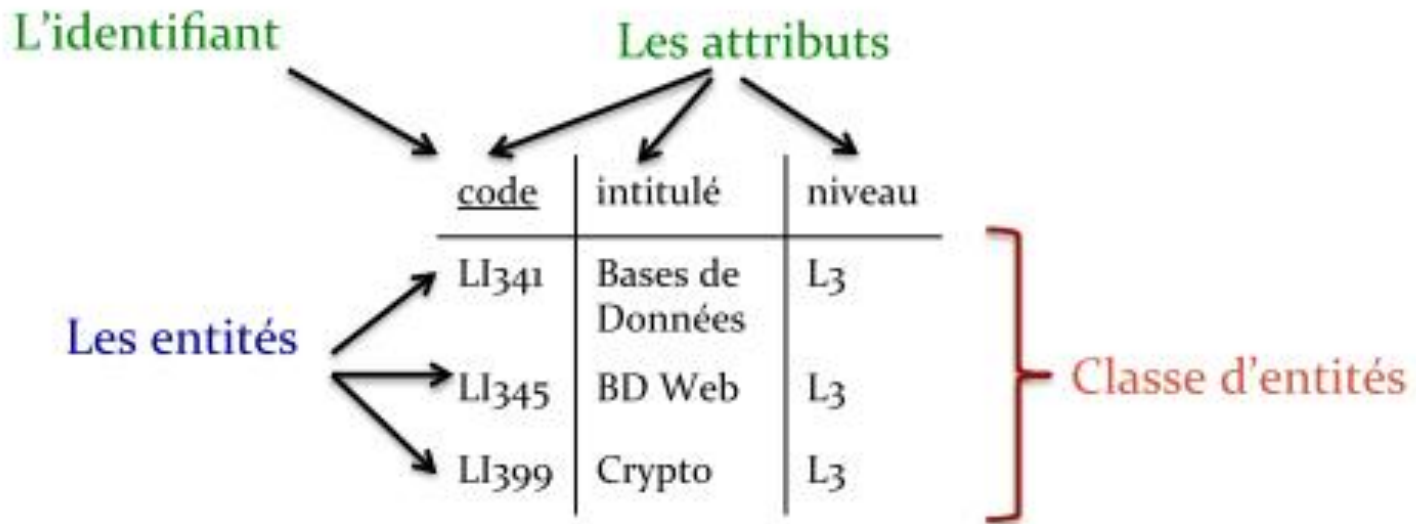 L'identifiant
Les attributs
code intitulé niveau
LI341 Bases de Données L3
Les entités
LI345 BD Web L3
Classe d'entités
LI399 Crypto L3